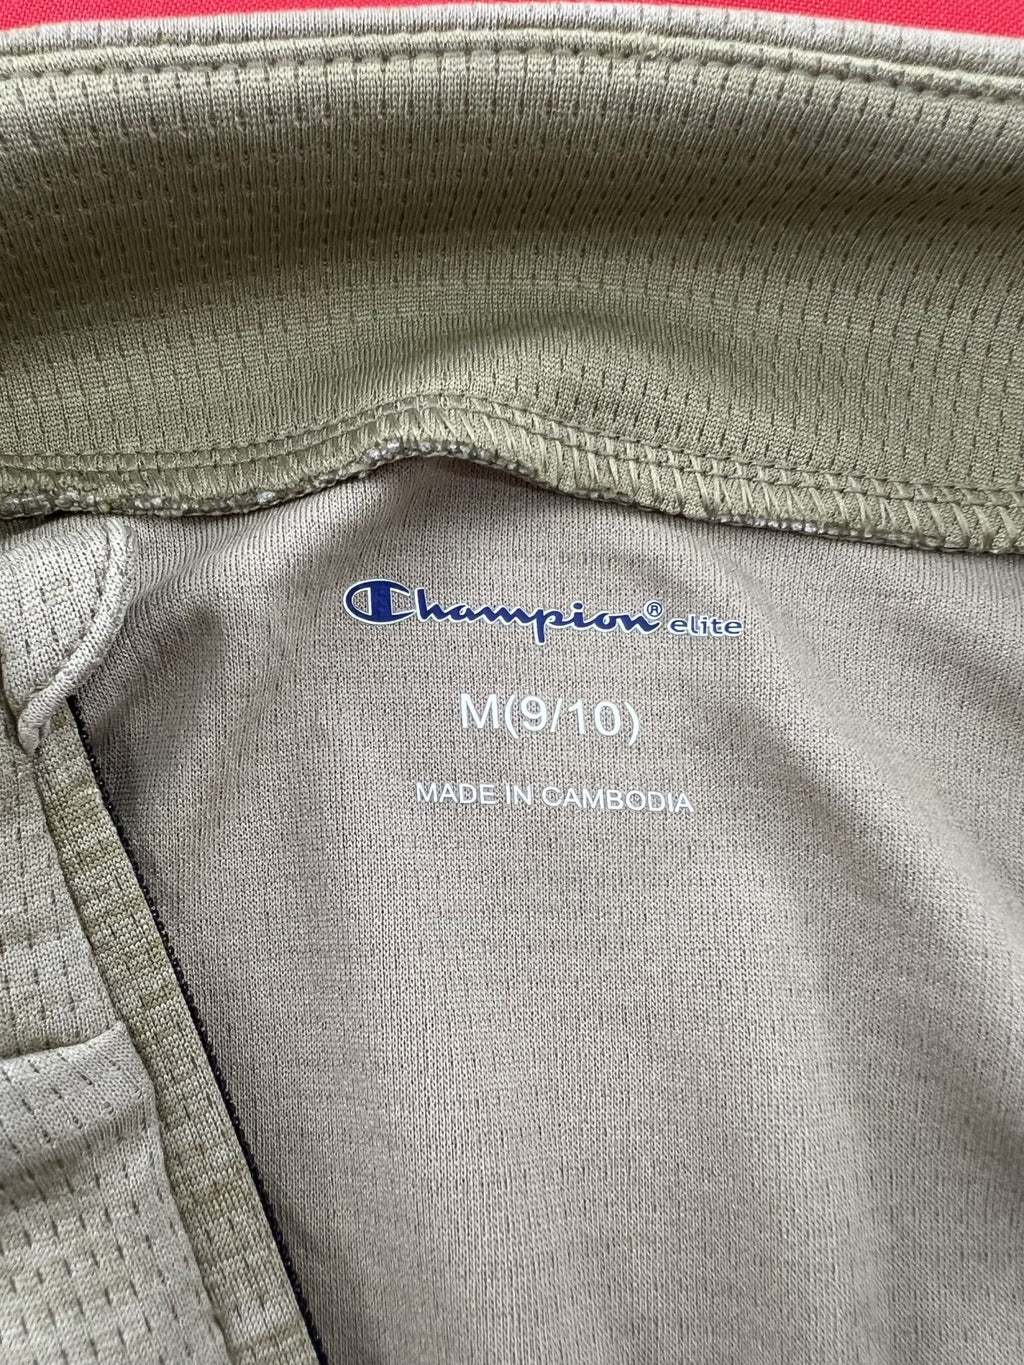 Champion® elite
M(9/10)
MADE IN CAMBODIA